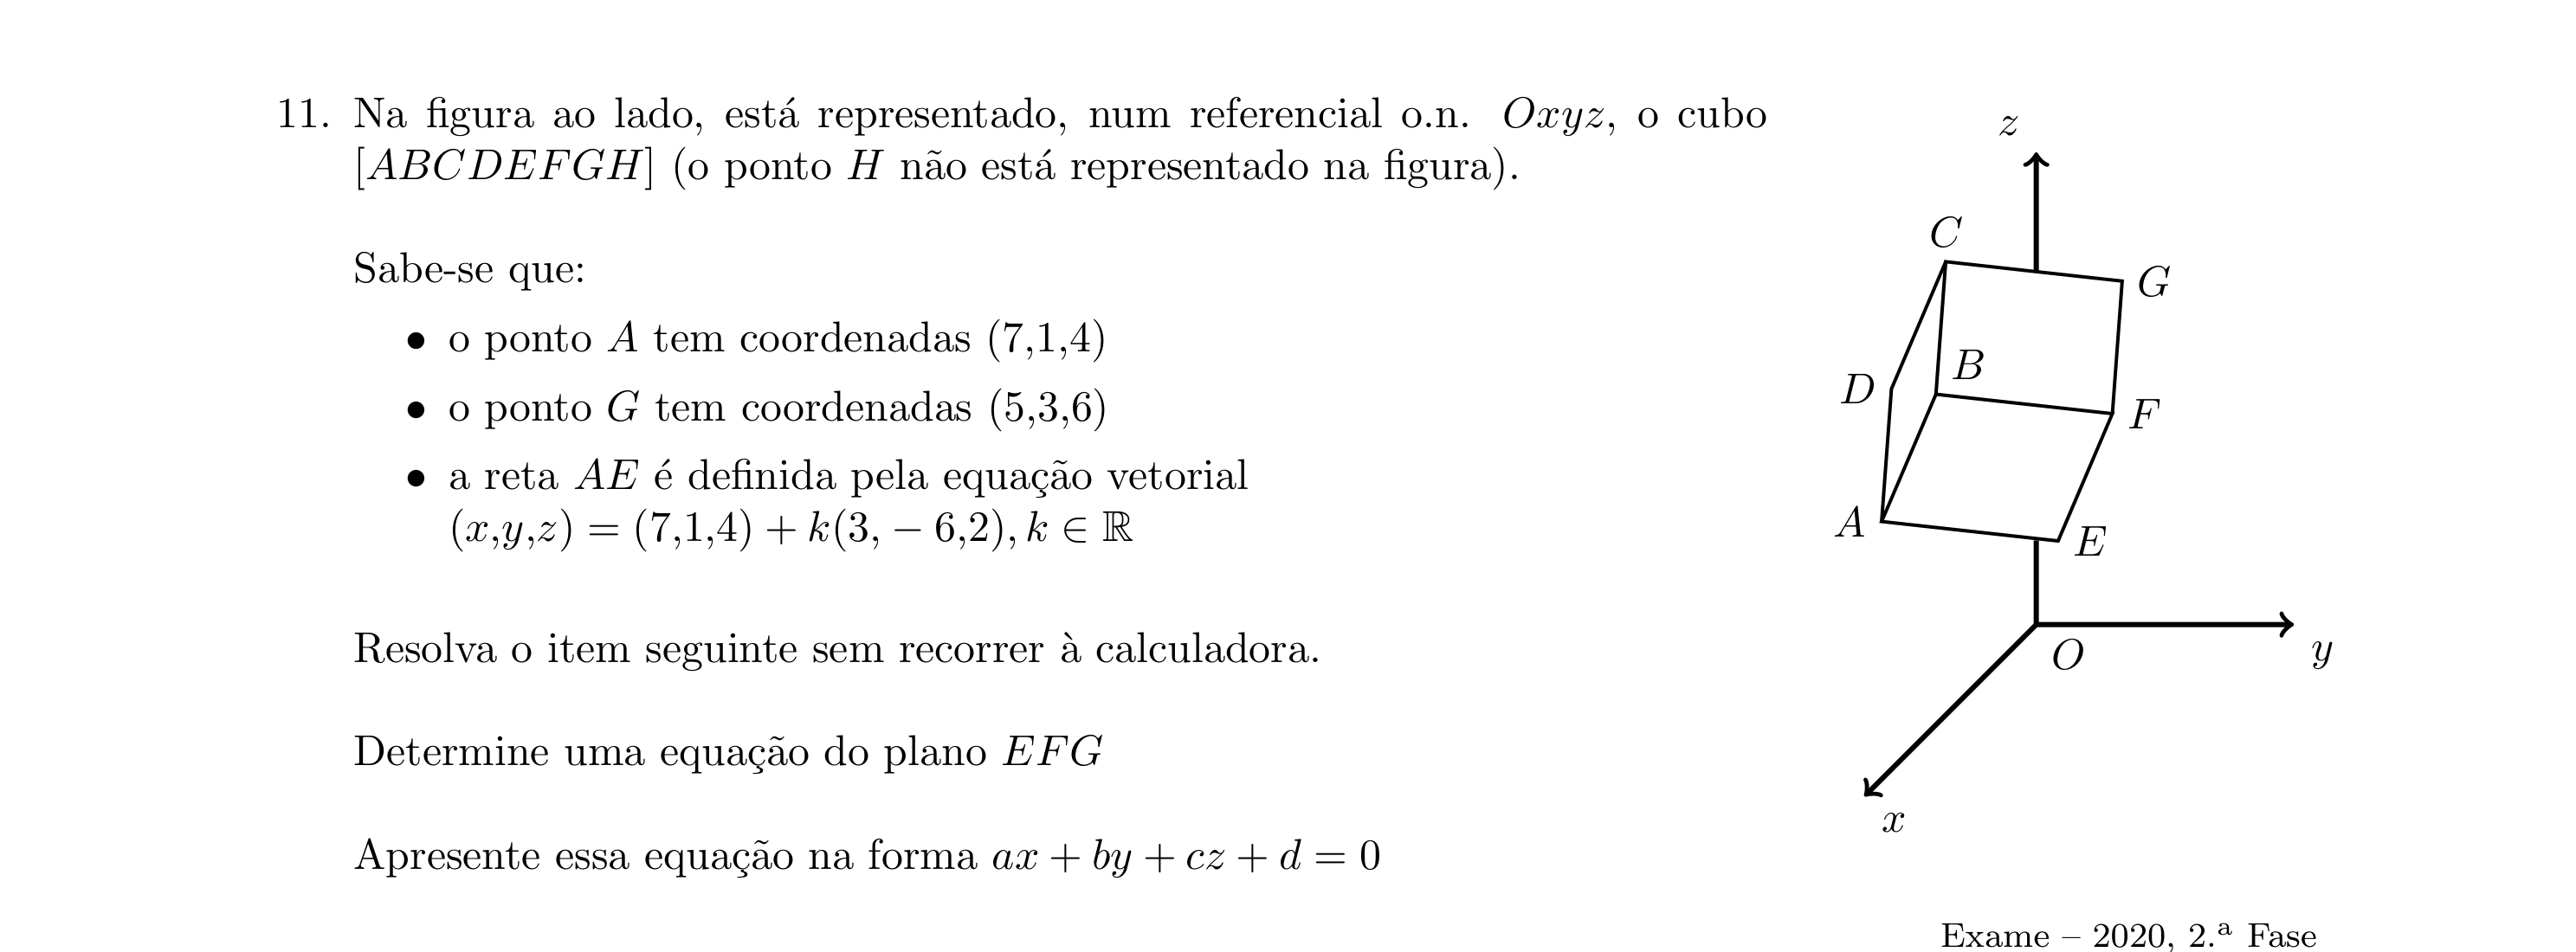 11. Na figura ao lado, está representado, num referencial o.n. Oxyz, o cubo
[ABCDEFGH] (o ponto H não está representado na figura).
Sabe-se que:
• o ponto A tem coordenadas (7,1,4)
• o ponto G tem coordenadas (5,3,6)
• a reta AE é definida pela equação vetorial
(x,y,z) = (7,1,4) + k(3, − 6,2), k ∈ ℝ
Resolva o item seguinte sem recorrer à calculadora.
Determine uma equação do plano EFG
Apresente essa equação na forma ax + by + cz + d = 0
z
C
G
B
D
F
A
E
O
y
x
Exame – 2020, 2.ª Fase